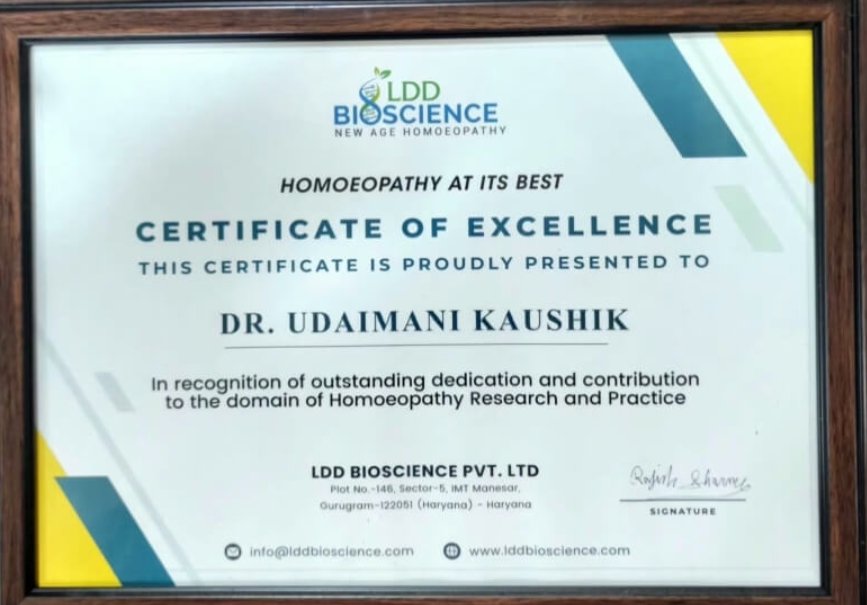 LDD
BIOSCIENCE
NEW AGE HOMOEOPATHY
HOMOEOPATHY AT ITS BEST
CERTIFICATE OF EXCELLENCE
THIS CERTIFICATE IS PROUDLY PRESENTED TO
DR. UDAIMANI KAUSHIK
In recognition of outstanding dedication and contribution
to the domain of Homoeopathy Research and Practice
LDD BIOSCIENCE PVT. LTD
Plot No.-146, Sector-5, IMT Manesar,
Gurugram-122051 (Haryana) - Haryana
SIGNATURE
info@lddbioscience.com www.lddbioscience.com